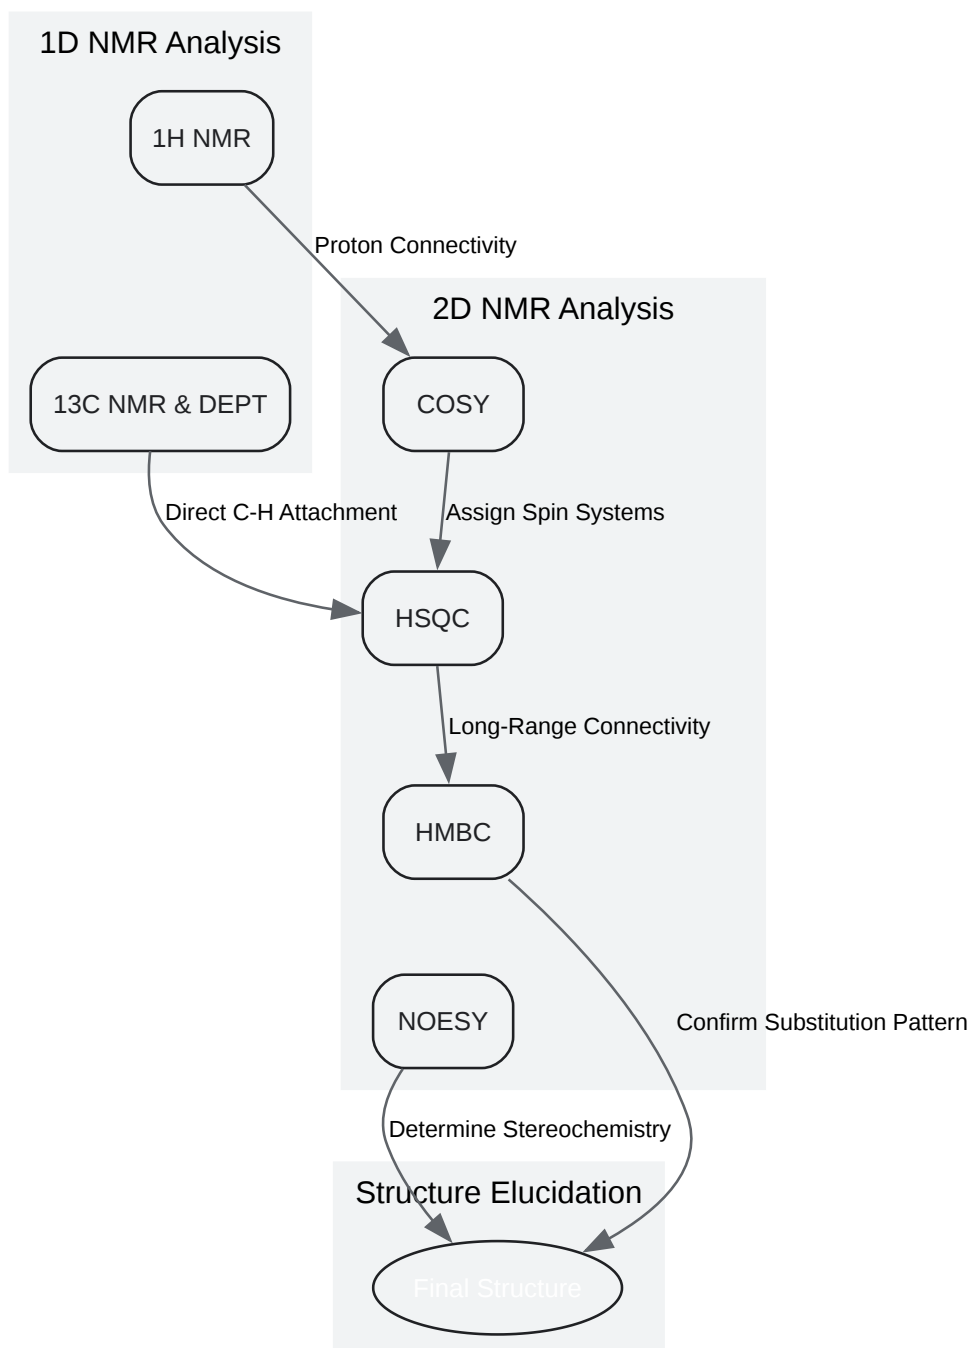 1D NMR Analysis
1H NMR
Proton Connectivity
2D NMR Analysis
13C NMR & DEPT
COSY
Direct C-H Attachment
Assign Spin Systems
HSQC
Long-Range Connectivity
HMBC
NOESY
Confirm Substitution Pattern
Determine Stereochemistry
Structure Elucidation
Final Structure